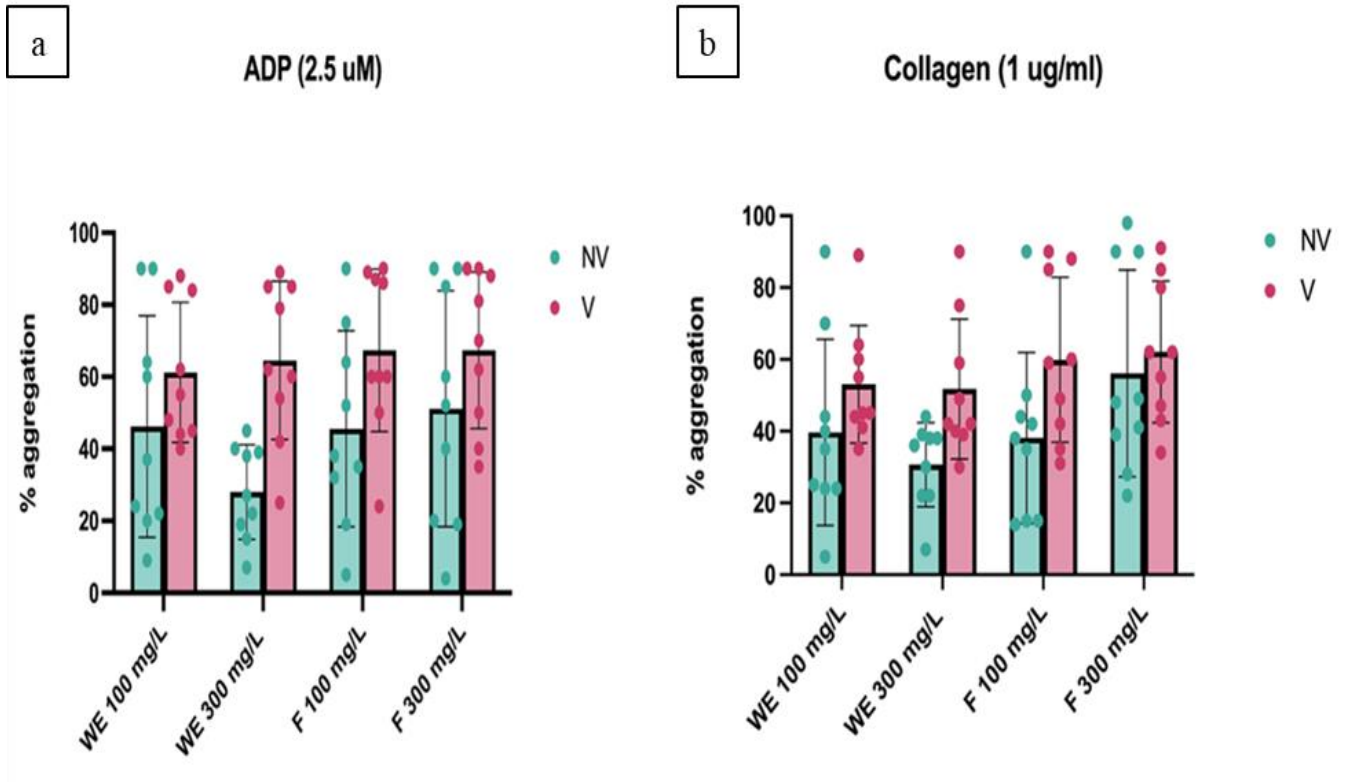 a
ADP (2.5 uM)
% aggregation
100
80
60
40
20
0
NV
V
WE 100 mg/L
WE 300 mg/L
F 100 mg/L
F 300 mg/L
b
Collagen (1 ug/ml)
% aggregation
100
80
60
40
20
0
NV
V
WE 100 mg/L
WE 300 mg/L
F 100 mg/L
F 300 mg/L